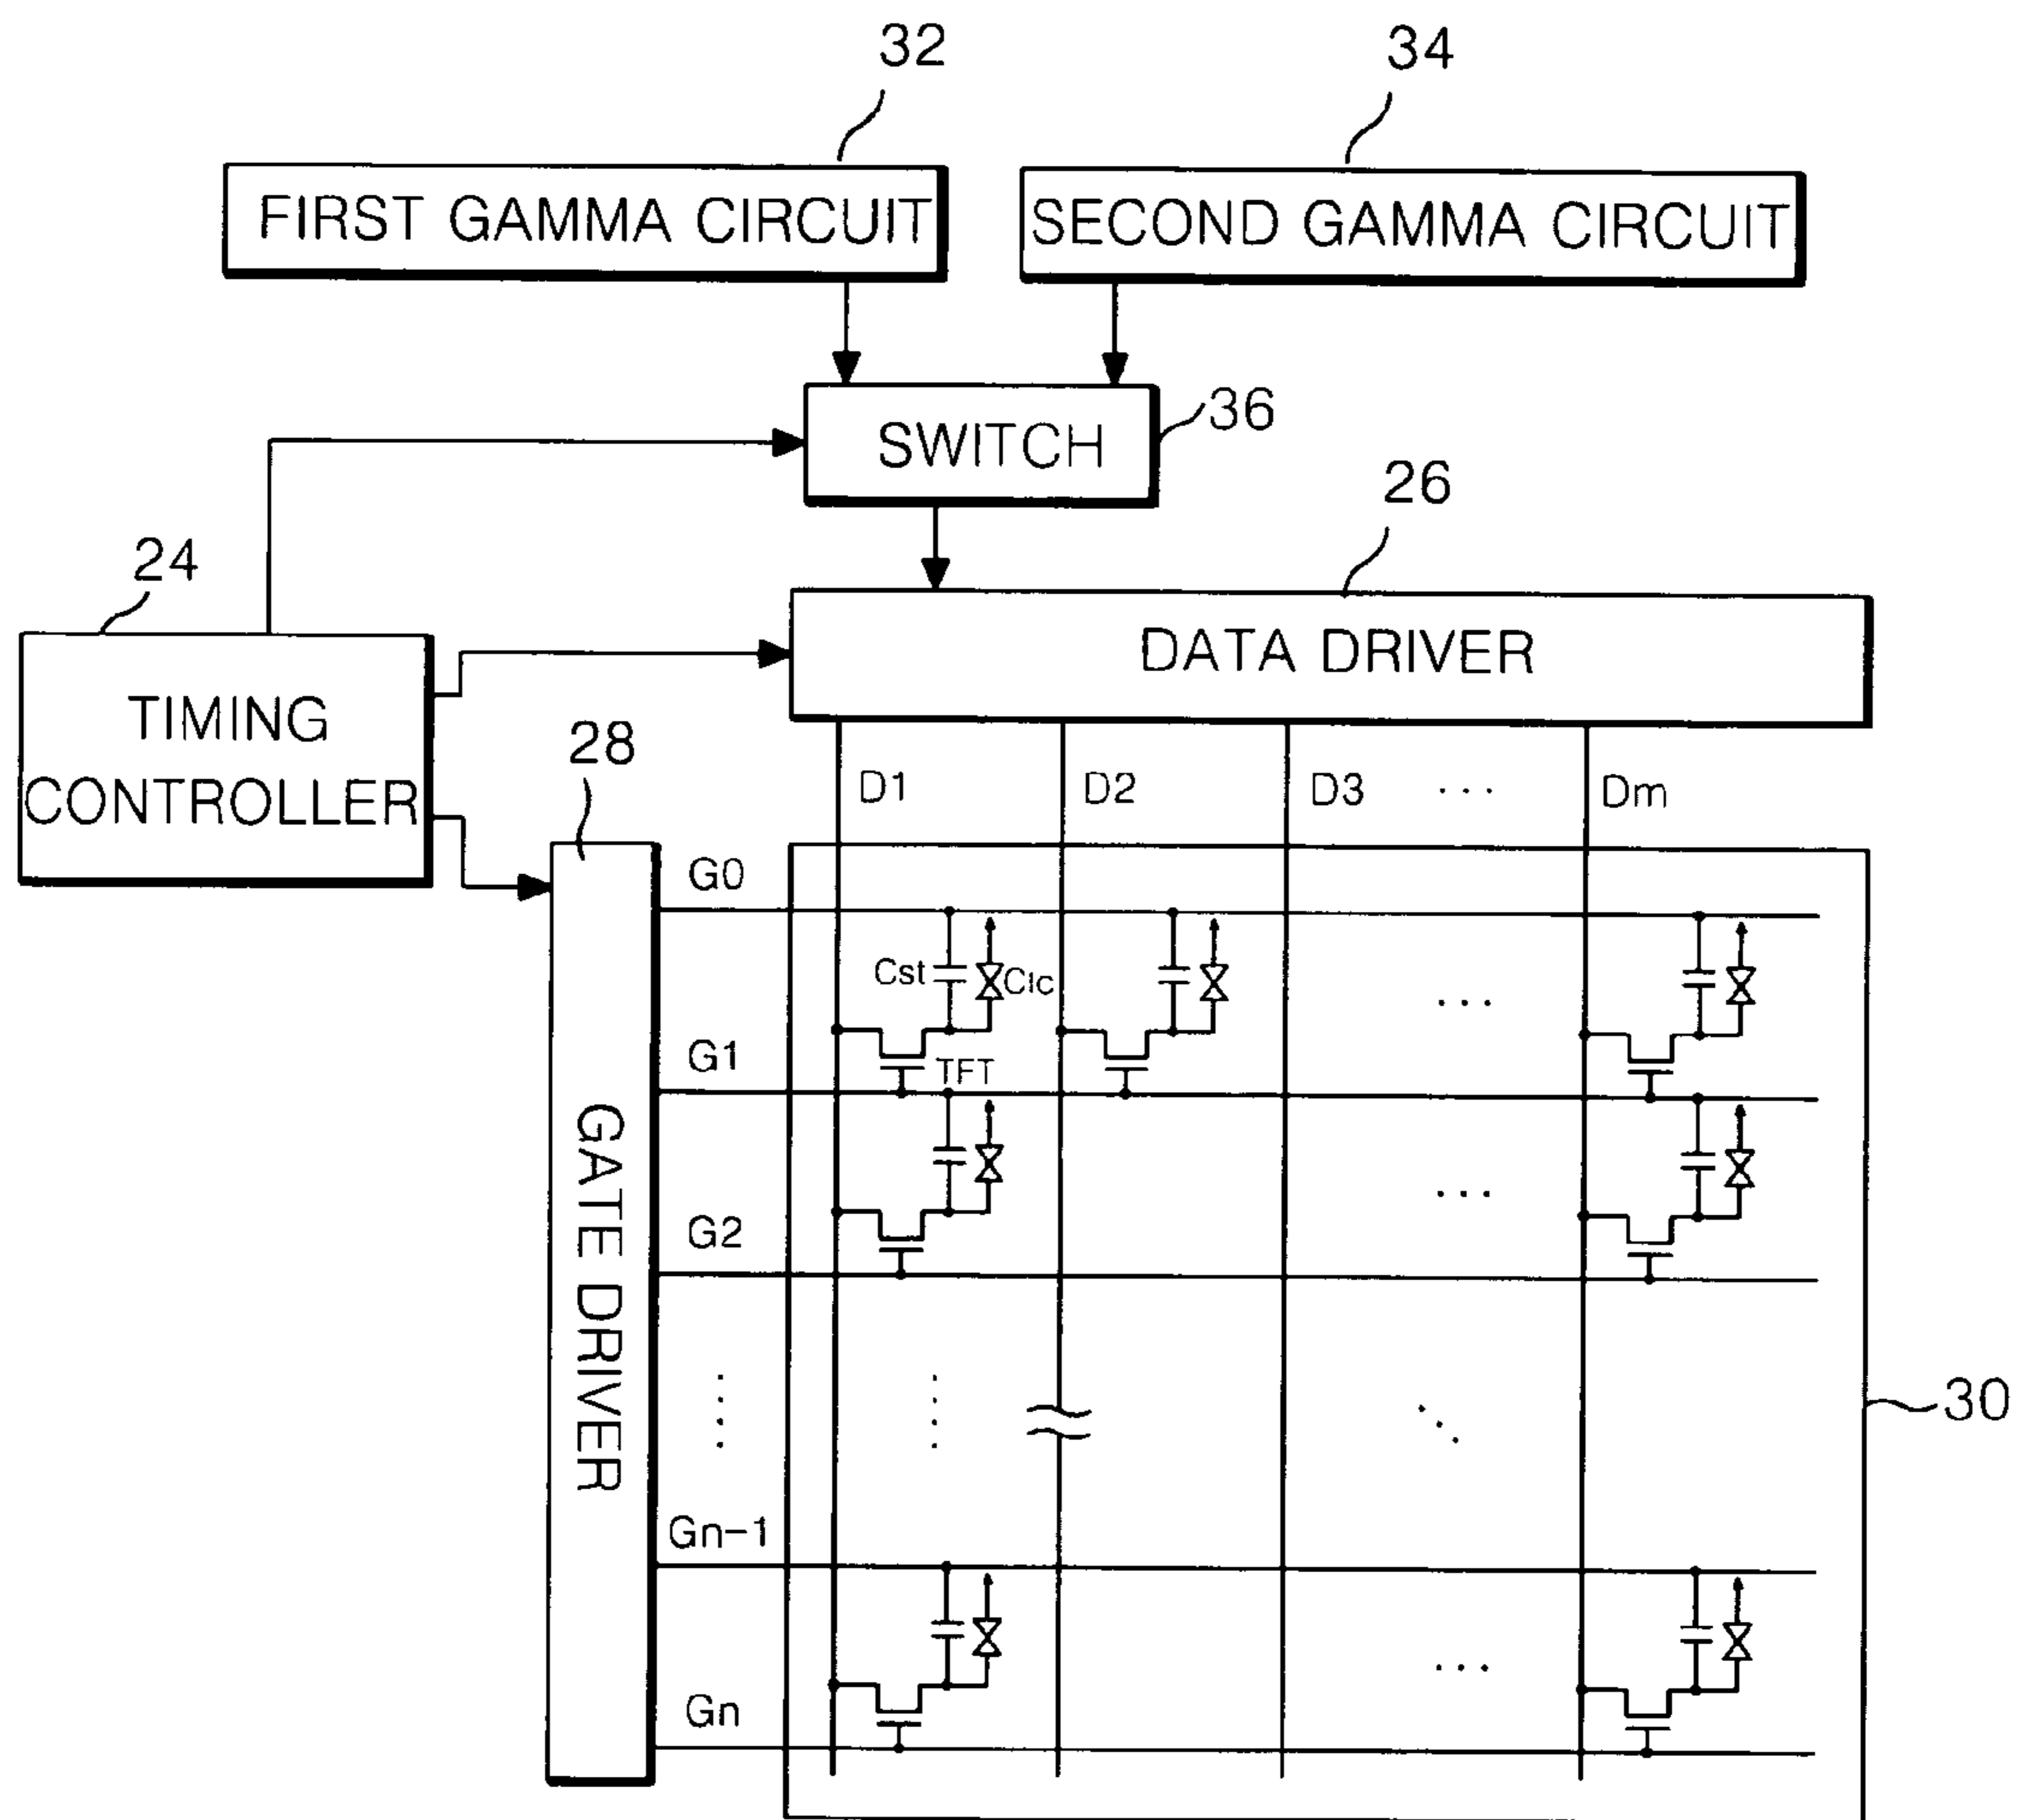 32
34
FIRST GAMMA CIRCUIT
SECOND GAMMA CIRCUIT
SWITCH
36
26
24
DATA DRIVER
TIMING
CONTROLLER
28
D1
D2
D3
...
Dm
GATE DRIVER
G0
Cst
Clc
...
G1
TFT
...
G2
30
Gn-1
...
Gn